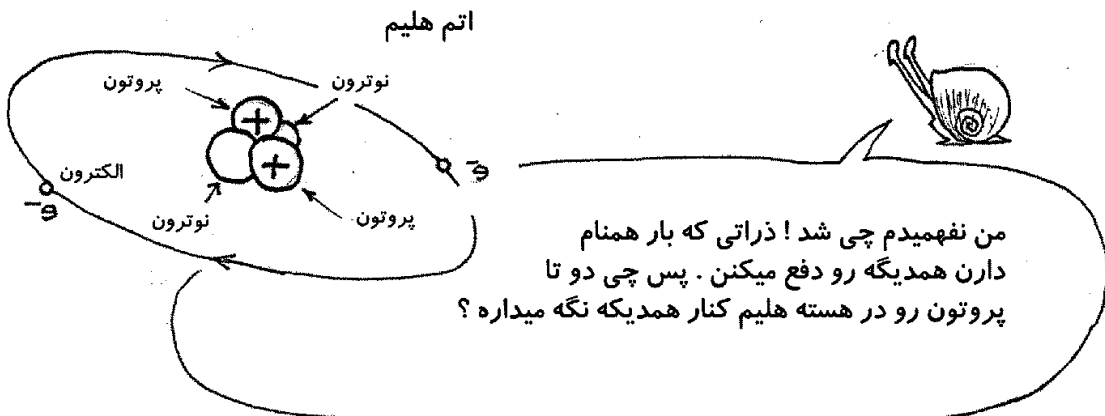 اتم هلیم
پروتون
نوترون
الکترون
e-
e-
نوترون
پروتون
+
+
من نفهمیدم چی شد ! ذراتی که بار همنام
دارن همدیگه رو دفع میکنن . پس چی دو تا
پروتون رو در هسته هلیم کنار همدیکه نگه میداره ؟